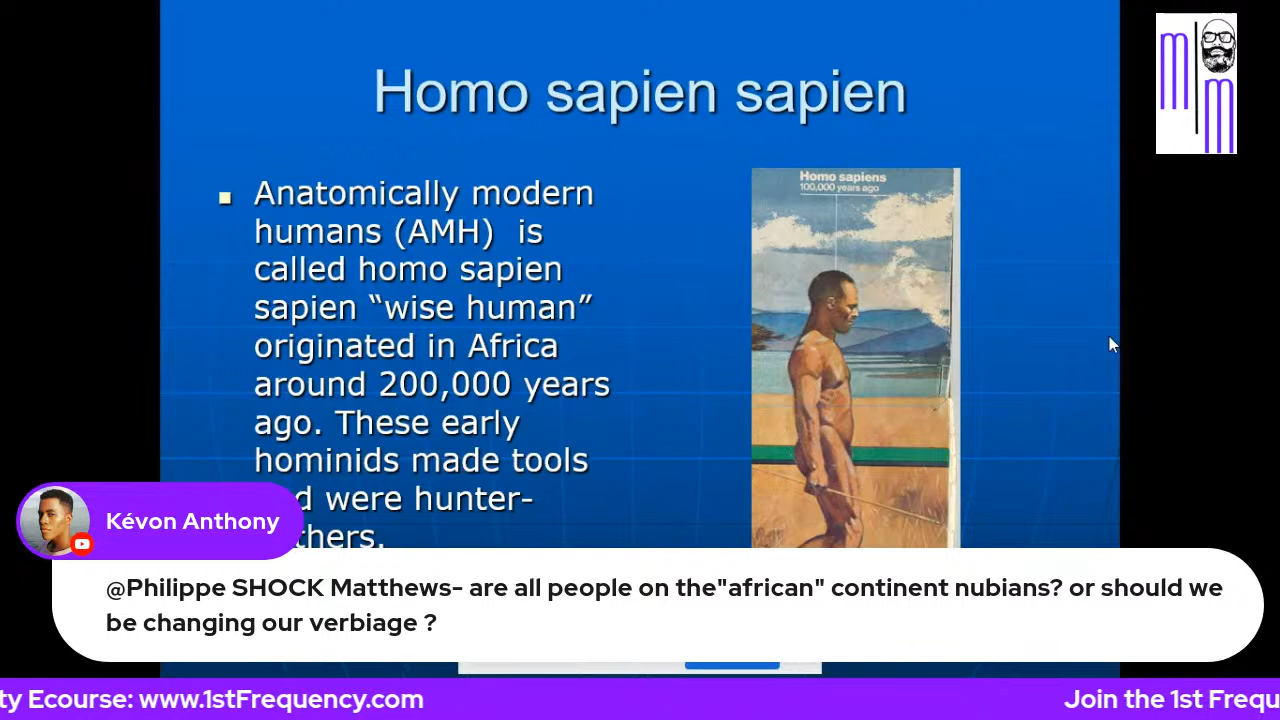 Homo sapien sapien
Anatomically modern
humans (AMH) is
called homo sapien
sapien “wise human”
originated in Africa
around 200,000 years
ago. These early
hominids made tools
were hunter-
Homo sapiens
100,000 years ago
m
m
Kévon Anthony
@Philippe SHOCK Matthews- are all people on the"african" continent nubians? or should we
be changing our verbiage ?
Ecourse: www.1stFrequency.com
Join the 1st